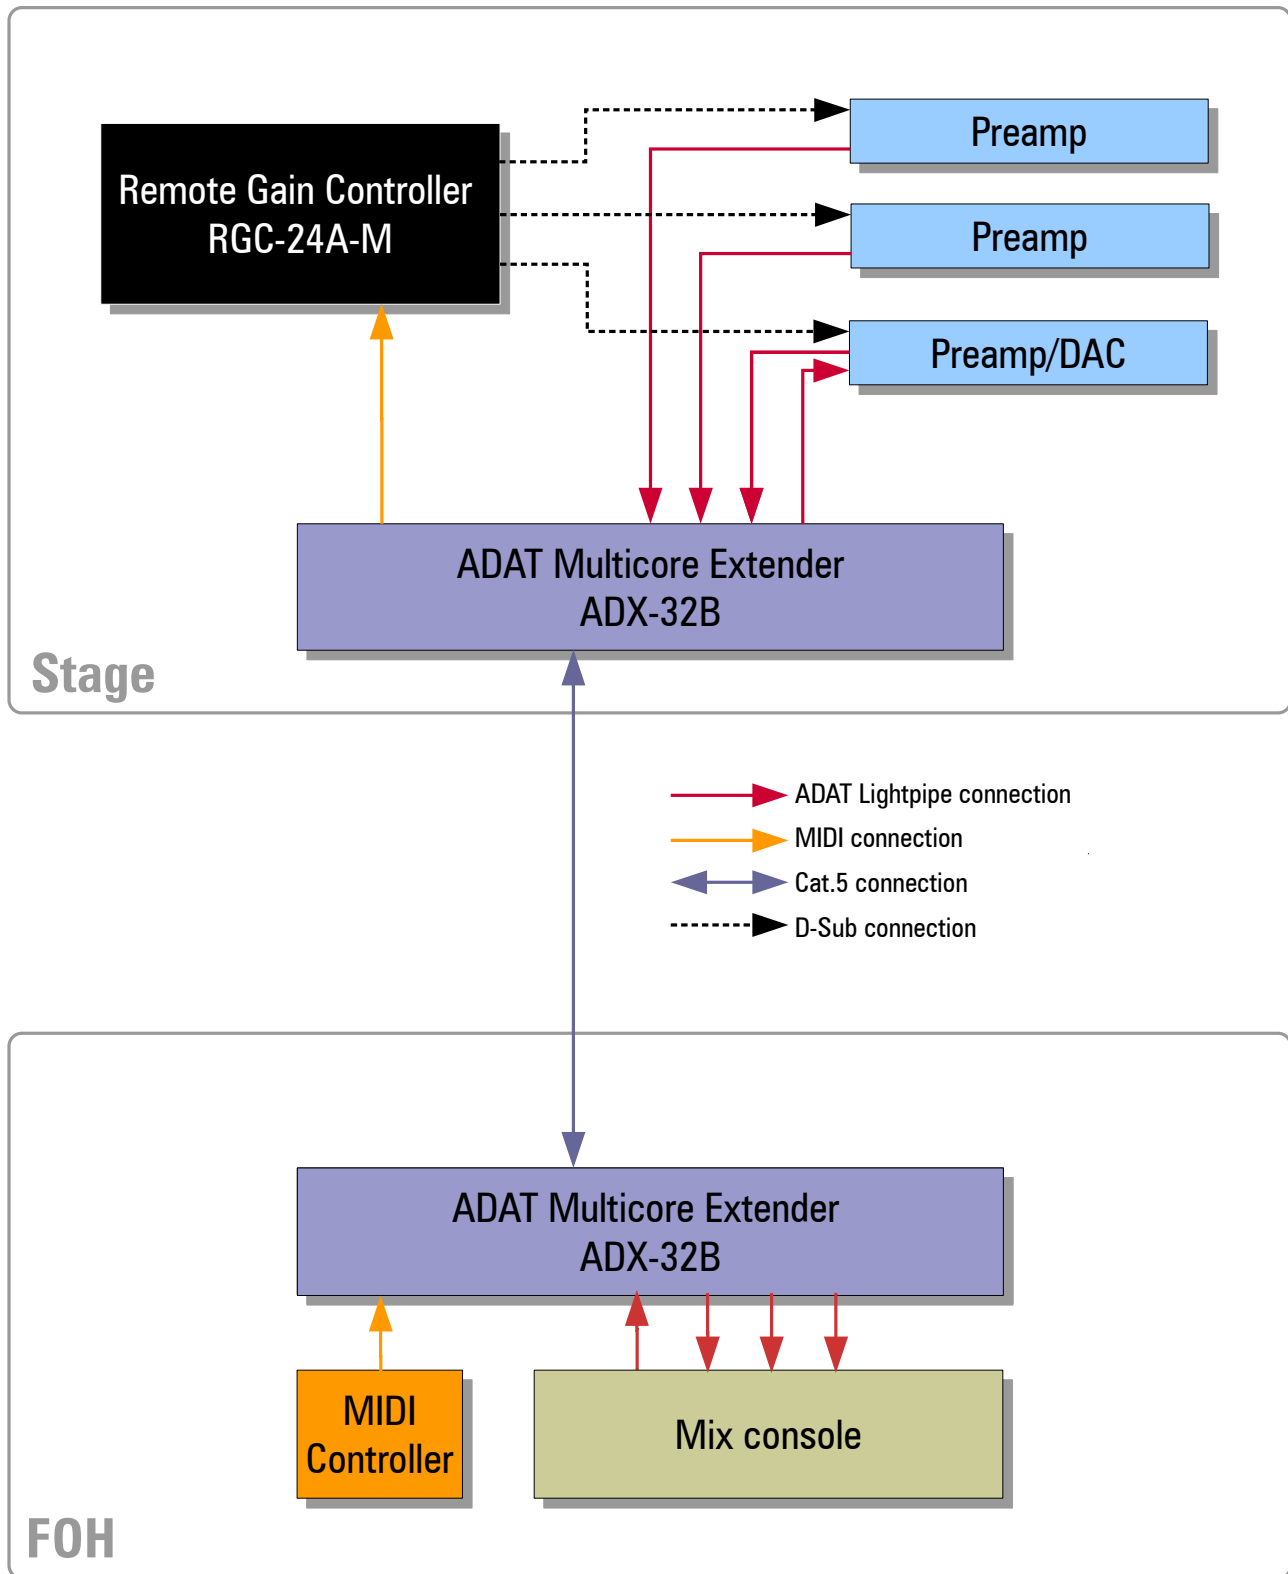 Preamp
Remote Gain Controller
RGC-24A-M
Preamp
Preamp/DAC
ADAT Multicore Extender
ADX-32B
Stage
ADAT Lightpipe connection
MIDI connection
Cat.5 connection
D-Sub connection
ADAT Multicore Extender
ADX-32B
MIDI
Controller
Mix console
FOH